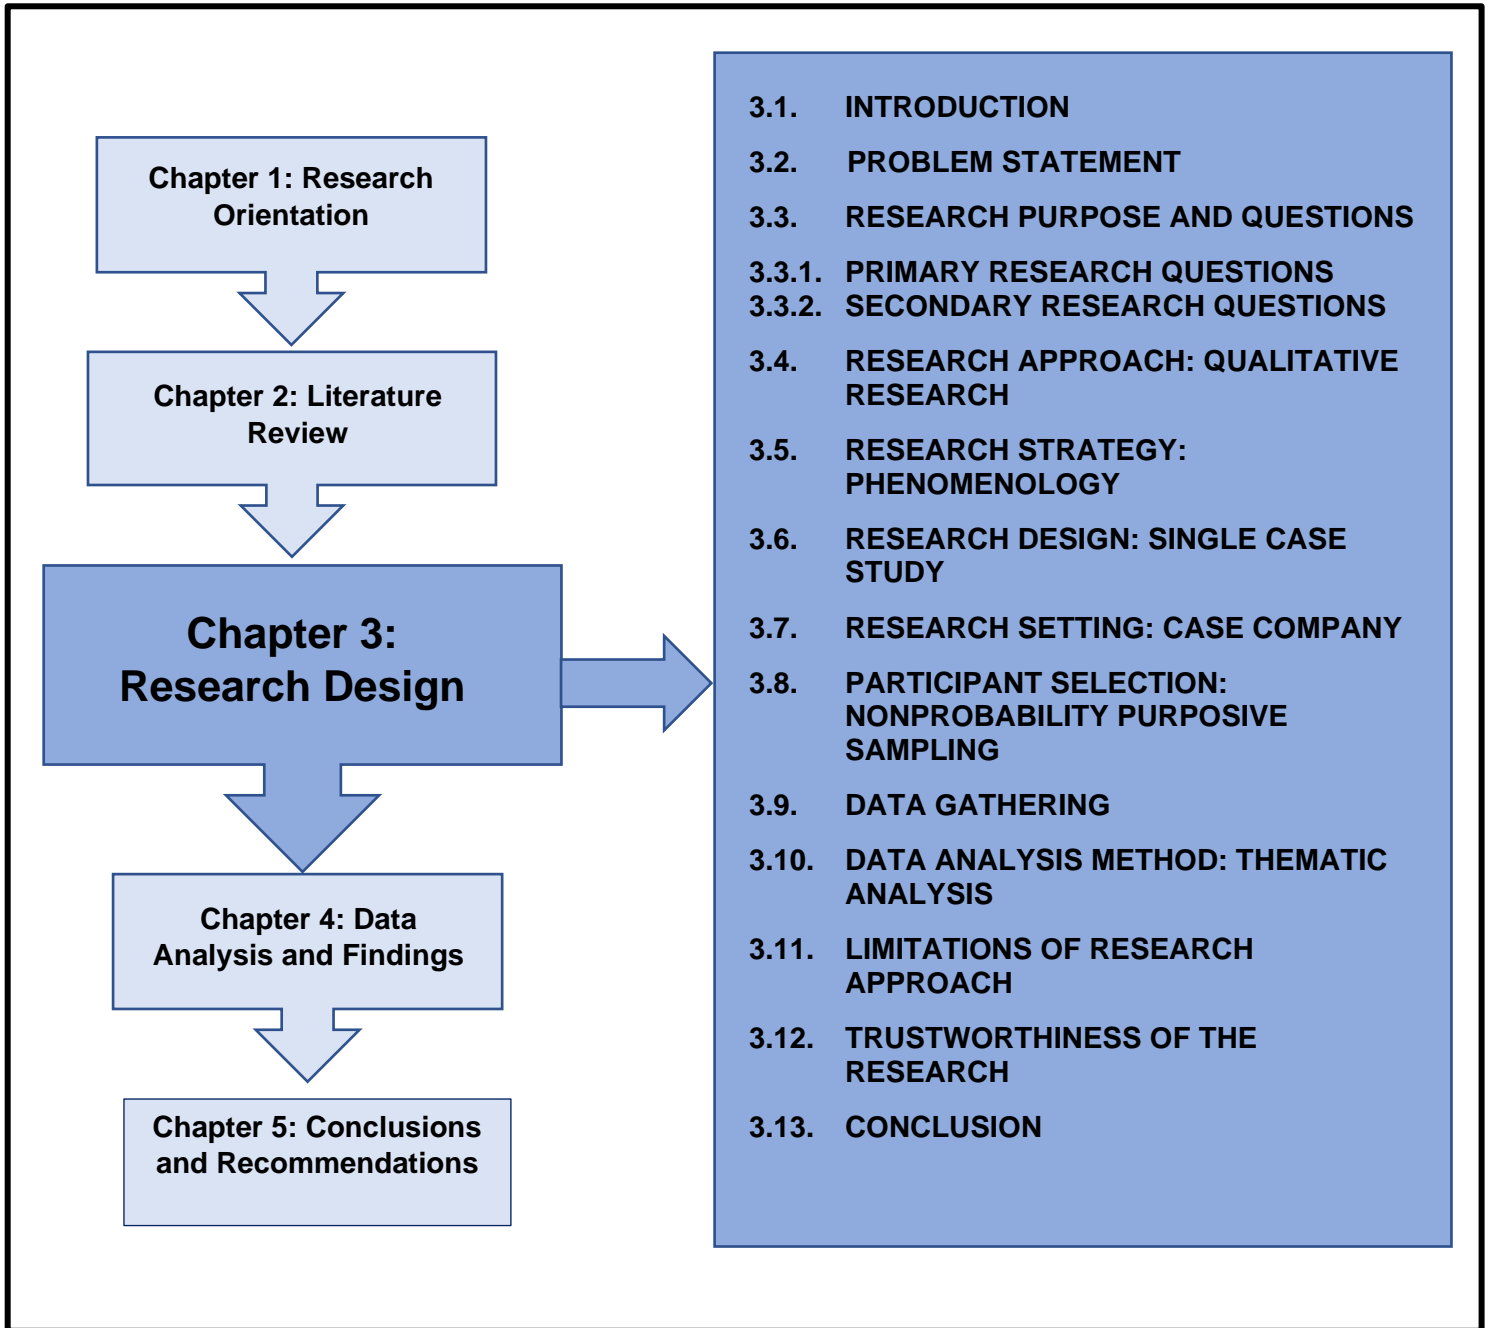 Chapter 1: Research
Orientation
Chapter 2: Literature
Review
Chapter 3:
Research Design
Chapter 4: Data
Analysis and Findings
Chapter 5: Conclusions
and Recommendations
3.1. INTRODUCTION
3.2. PROBLEM STATEMENT
3.3. RESEARCH PURPOSE AND QUESTIONS
3.3.1. PRIMARY RESEARCH QUESTIONS
3.3.2. SECONDARY RESEARCH QUESTIONS
3.4. RESEARCH APPROACH: QUALITATIVE
RESEARCH
3.5. RESEARCH STRATEGY:
PHENOMENOLOGY
3.6. RESEARCH DESIGN: SINGLE CASE
STUDY
3.7. RESEARCH SETTING: CASE COMPANY
3.8. PARTICIPANT SELECTION:
NONPROBABILITY PURPOSIVE
SAMPLING
3.9. DATA GATHERING
3.10. DATA ANALYSIS METHOD: THEMATIC
ANALYSIS
3.11. LIMITATIONS OF RESEARCH
APPROACH
3.12. TRUSTWORTHINESS OF THE
RESEARCH
3.13. CONCLUSION